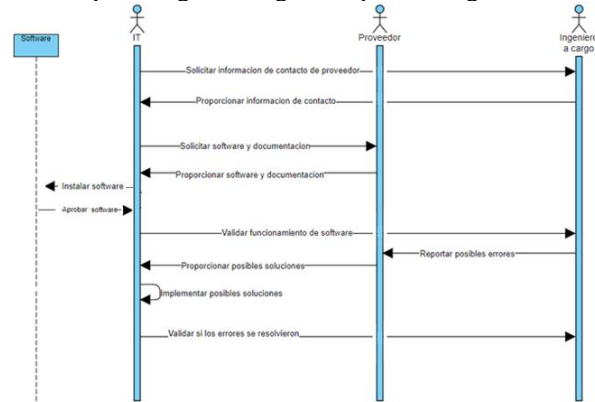 Software
IT
Proveedor
Ingeniero
a cargo
Solicitar informacion de contacto de proveedor
Proporcionar informacion de contacto
Solicitar software y documentacion
Proporcionar software y documentacion
Instalar software
Aprobar software
Validar funcionamiento de software
Reportar posibles errores
Proporcionar posibles soluciones
Implementar posibles soluciones
Validar si los errores se resolvieron